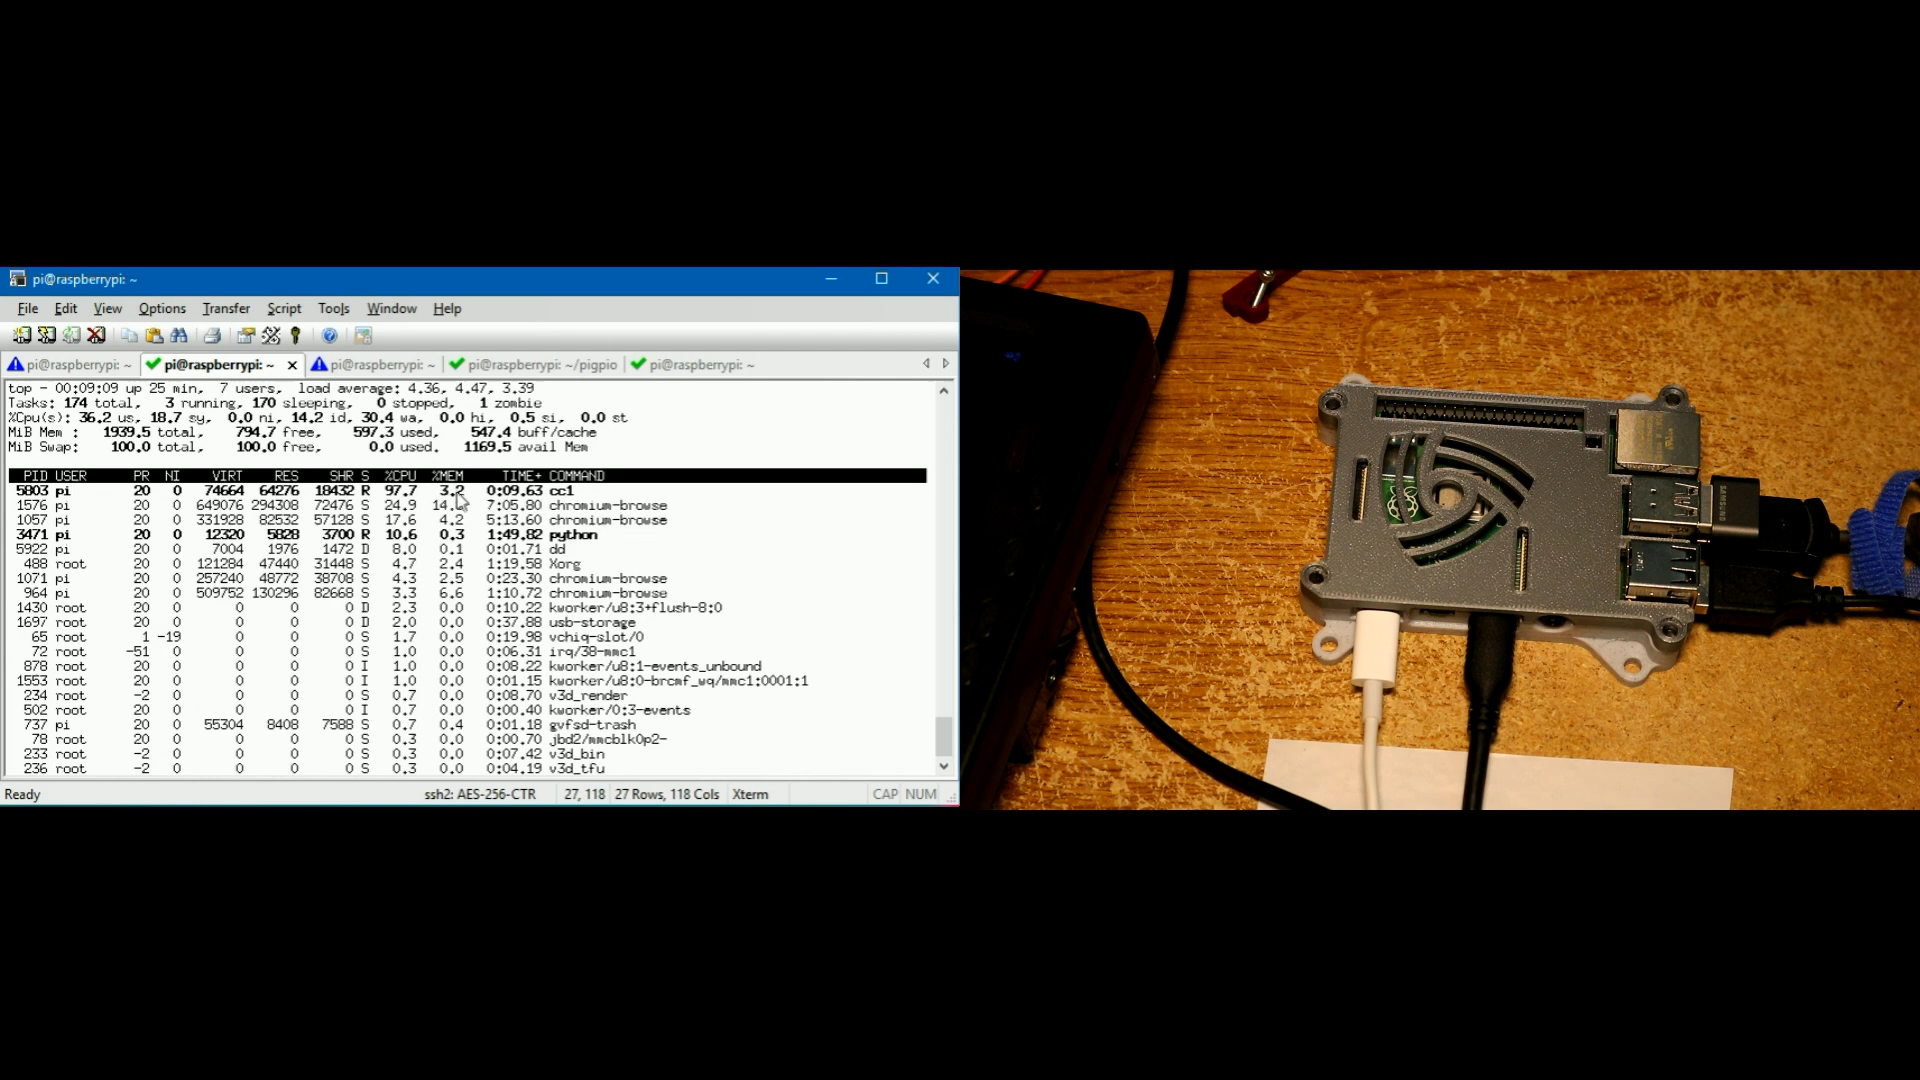 pi@raspberrypi: ~
File Edit View Options Transfer Script Tools Window Help
pi@raspberrypi: ~ pi@raspberrypi: ~ pi@raspberrypi: ~ pi@raspberrypi: ~/pigpio pi@raspberrypi: ~
top - 00:09:09 up 25 min, 7 users, load average: 4.36, 4.47, 3.39
Tasks: 174 total, 3 running, 170 sleeping, 0 stopped, 1 zombie
%Cpu(s): 36.2 us, 18.7 sy, 0.0 ni, 14.2 id, 30.4 wa, 0.0 hi, 0.5 si, 0.0 st
MiB Mem : 1939.5 total, 794.7 free, 597.3 used, 547.4 buff/cache
MiB Swap: 100.0 total, 100.0 free, 0.0 used. 1169.5 avail Mem
PID USER PR NI VIRT RES SHR S %CPU %MEM TIME+ COMMAND
5803 pi 20 0 74664 64276 18432 R 97.7 3.2 0:09.63 cc1
1576 pi 20 0 649076 294308 72476 S 24.9 7:05.80 chromium-browse
1057 pi 20 0 331928 82532 57128 S 17.6 4.2 5:13.60 chromium-browse
3471 pi 20 0 12320 5828 3700 R 10.6 0.3 1:49.82 python
5922 pi 20 0 7004 1976 1472 D 8.0 0.1 0:01.71 dd
488 root 20 0 121284 47440 31448 S 4.7 2.4 1:19.58 Xorg
1071 pi 20 0 257240 48772 38708 S 4.3 2.5 0:23.30 chromium-browse
964 pi 20 0 509752 130296 82668 S 3.3 6.6 1:10.72 chromium-browse
1430 root 20 0 0 0 0 D 2.3 0.0 0:10.22 kworker/u8:3+flush-8:0
1697 root 20 0 0 0 0 D 2.0 0.0 0:37.88 usb-storage
65 root 1 -19 0 0 0 S 1.7 0.0 0:19.98 vchiq-slot/0
72 root -51 0 0 0 0 S 1.0 0.0 0:06.31 irq/38-mmc1
878 root 20 0 0 0 0 I 1.0 0.0 0:08.22 kworker/u8:1-events_unbound
1553 root 20 0 0 0 0 I 1.0 0.0 0:01.15 kworker/u8:0-brcmf_wq/mmc1:0001:1
234 root -2 0 0 0 0 S 0.7 0.0 0:08.70 v3d_render
502 root 20 0 0 0 0 I 0.7 0.0 0:00.40 kworker/0:3-events
737 pi 20 0 55304 8408 7588 S 0.7 0.4 0:01.18 gvfsd-trash
78 root 20 0 0 0 0 S 0.3 0.0 0:00.70 jbd2/mmcblk0p2-
233 root -2 0 0 0 0 S 0.3 0.0 0:07.42 v3d_bin
236 root -2 0 0 0 0 S 0.3 0.0 0:04.19 v3d_tfu
Ready ssh2: AES-256-CTR 27, 118 27 Rows, 118 Cols Xterm CAP NUM
SAMSUNG